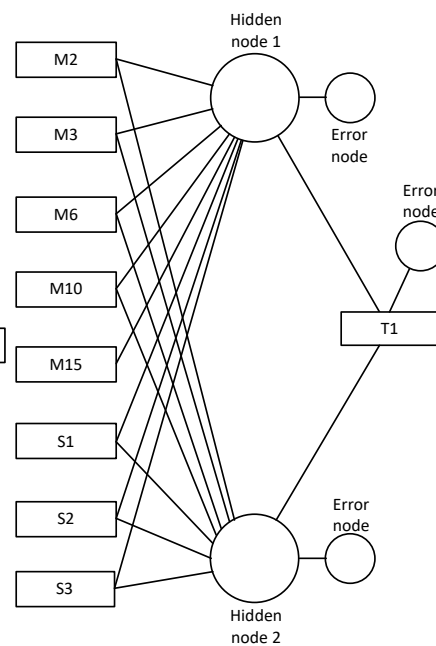 Hidden
node 1
M2
M3
Error
node
Error
node
M6
M10
T1
M15
S1
S2
Error
node
S3
Hidden
node 2